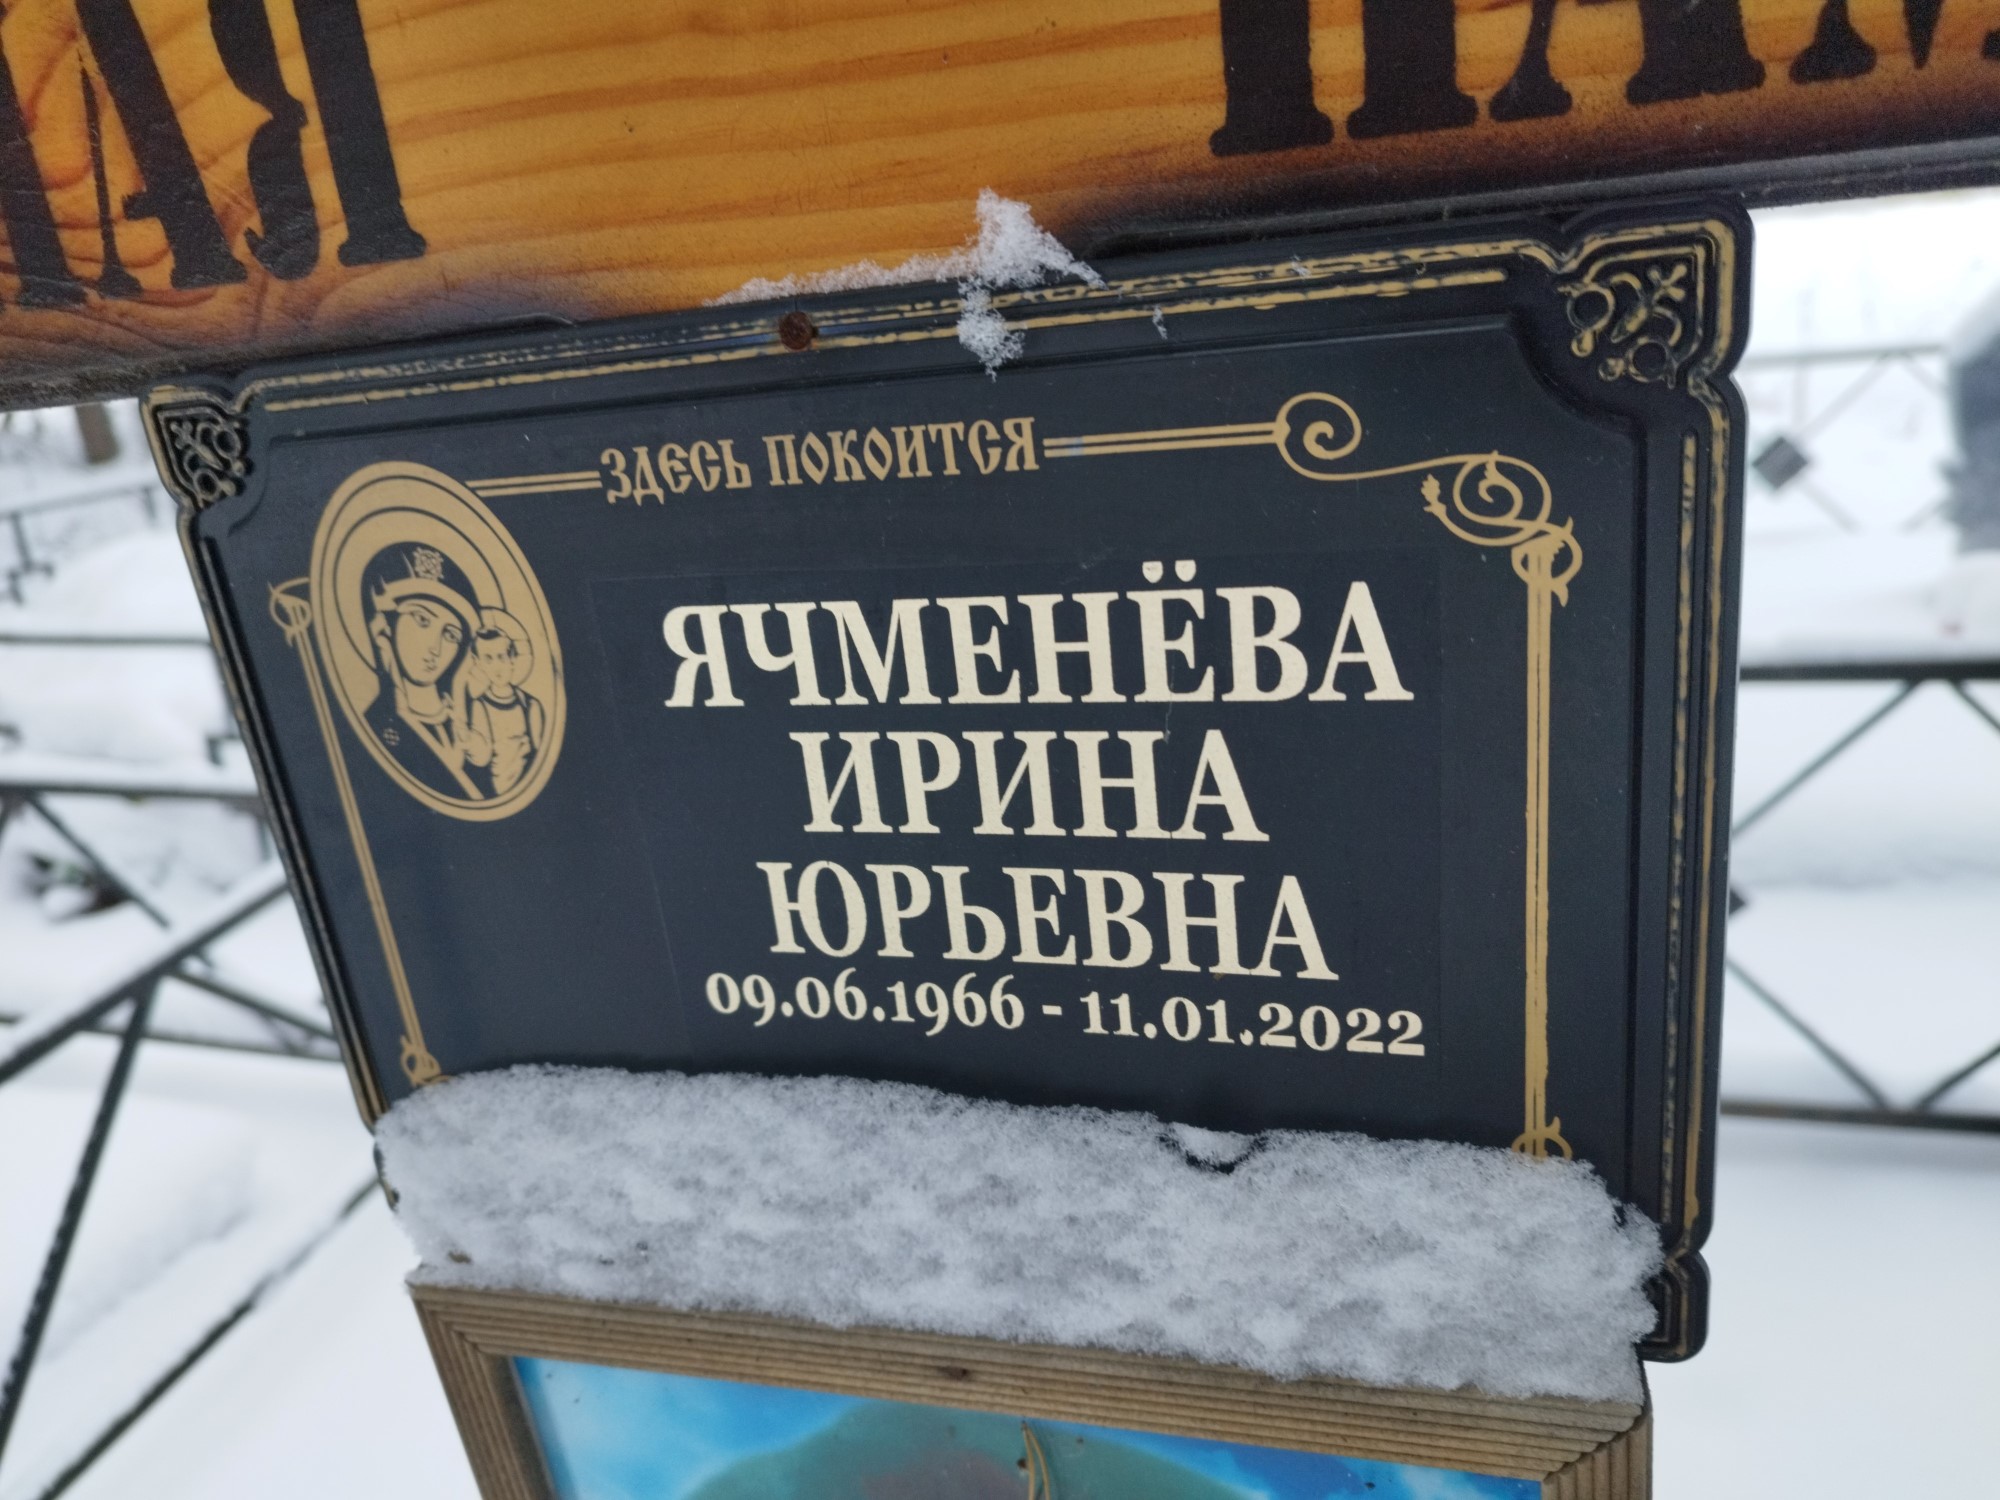 ЗДЕСЬ ПОКОИТСЯ
ЯЧМЕНЁВА
ИРИНА
ЮРЬЕВНА
09.06.1966 - 11.01.2022